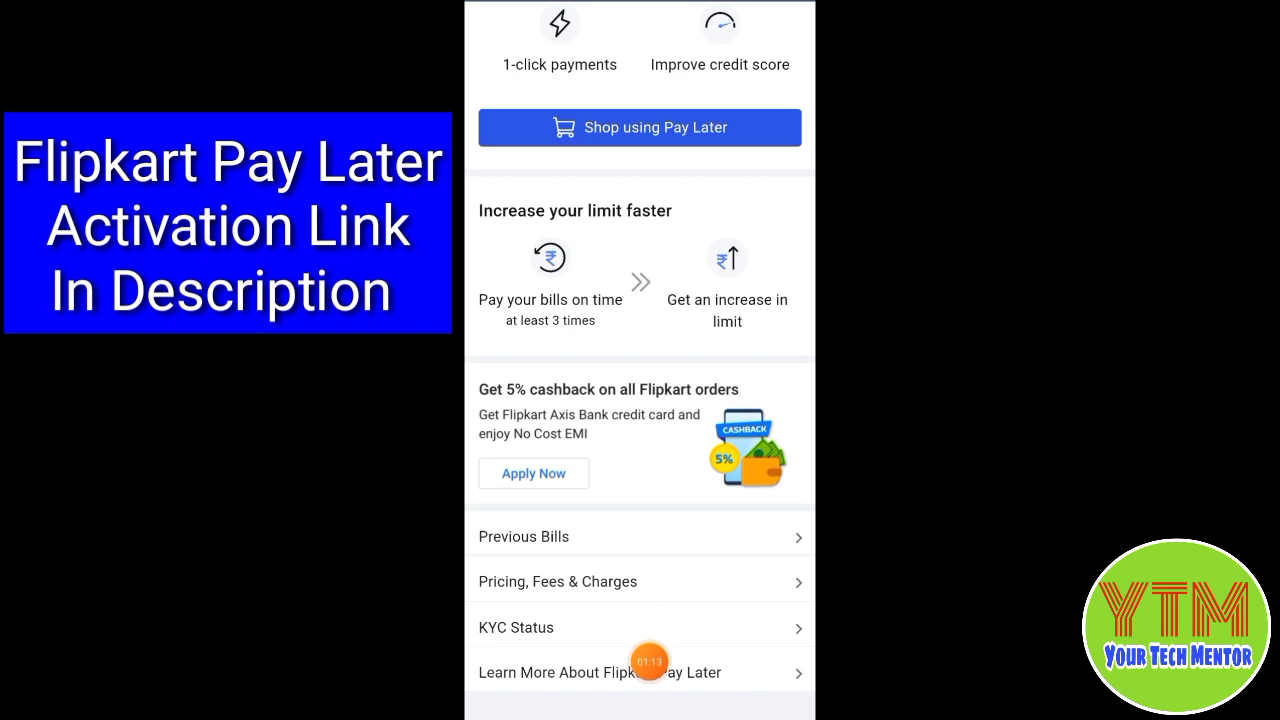 Flipkart Pay Later
Activation Link
In Description
1-click payments
Improve credit score
Shop using Pay Later
Increase your limit faster
Pay your bills on time
at least 3 times
Get an increase in
limit
Get 5% cashback on all Flipkart orders
Get Flipkart Axis Bank credit card and
enjoy No Cost EMI
Apply Now
CASHBACK
5%
Previous Bills
Pricing, Fees & Charges
KYC Status
01:13
Learn More About Flipk ay Later
YTM
YOUR TECH MENTOR